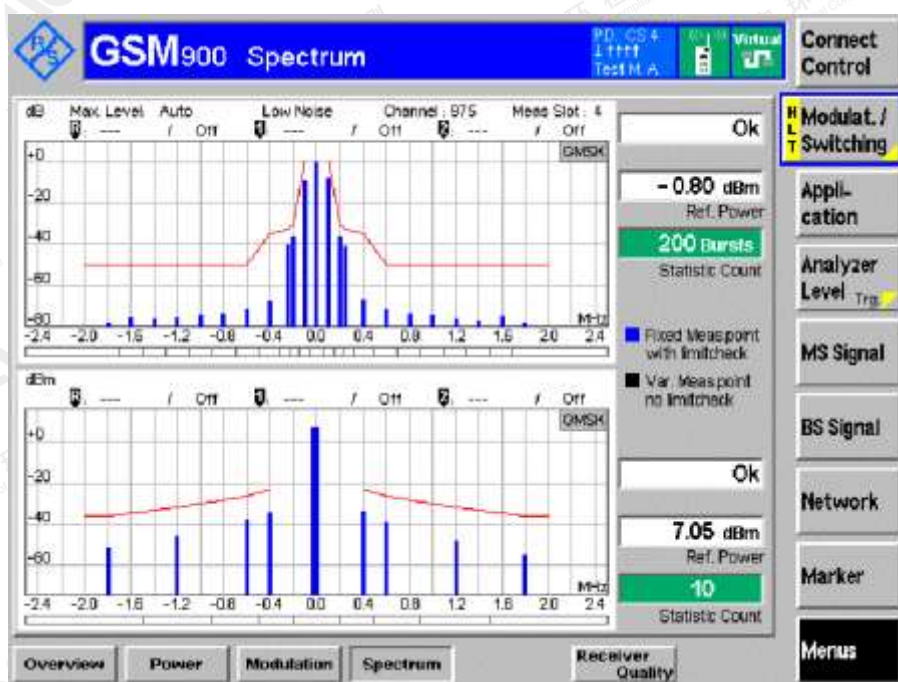 R&S
GSM900 Spectrum
PD, CS4
Test M. A
Virtual
Connect Control
dB Max. Level: Auto Low Noise Channel : 975 Meas Slot : 4
R: --- / Off 1: --- / Off 2: --- / Off
GMSK
+0
-20
-40
-60
-80
MHz
-2.4 -2.0 -1.6 -1.2 -0.8 -0.4 0.0 0.4 0.8 1.2 1.6 2.0 2.4
Ok
- 0.80 dBm
Ref. Power
200 Bursts
Statistic Count
Fixed Meas.point
with limitcheck
Var. Meas.point
no limitcheck
dBm
R: --- / Off 1: --- / Off 2: --- / Off
GMSK
+0
-20
-40
-60
MHz
-2.4 -2.0 -1.6 -1.2 -0.8 -0.4 0.0 0.4 0.8 1.2 1.6 2.0 2.4
Ok
7.05 dBm
Ref. Power
10
Statistic Count
HLT
Modulat. /
Switching
Appli-
cation
Analyzer
Level Trg.
MS Signal
BS Signal
Network
Marker
Menus
Overview
Power
Modulation
Spectrum
Receiver
Quality